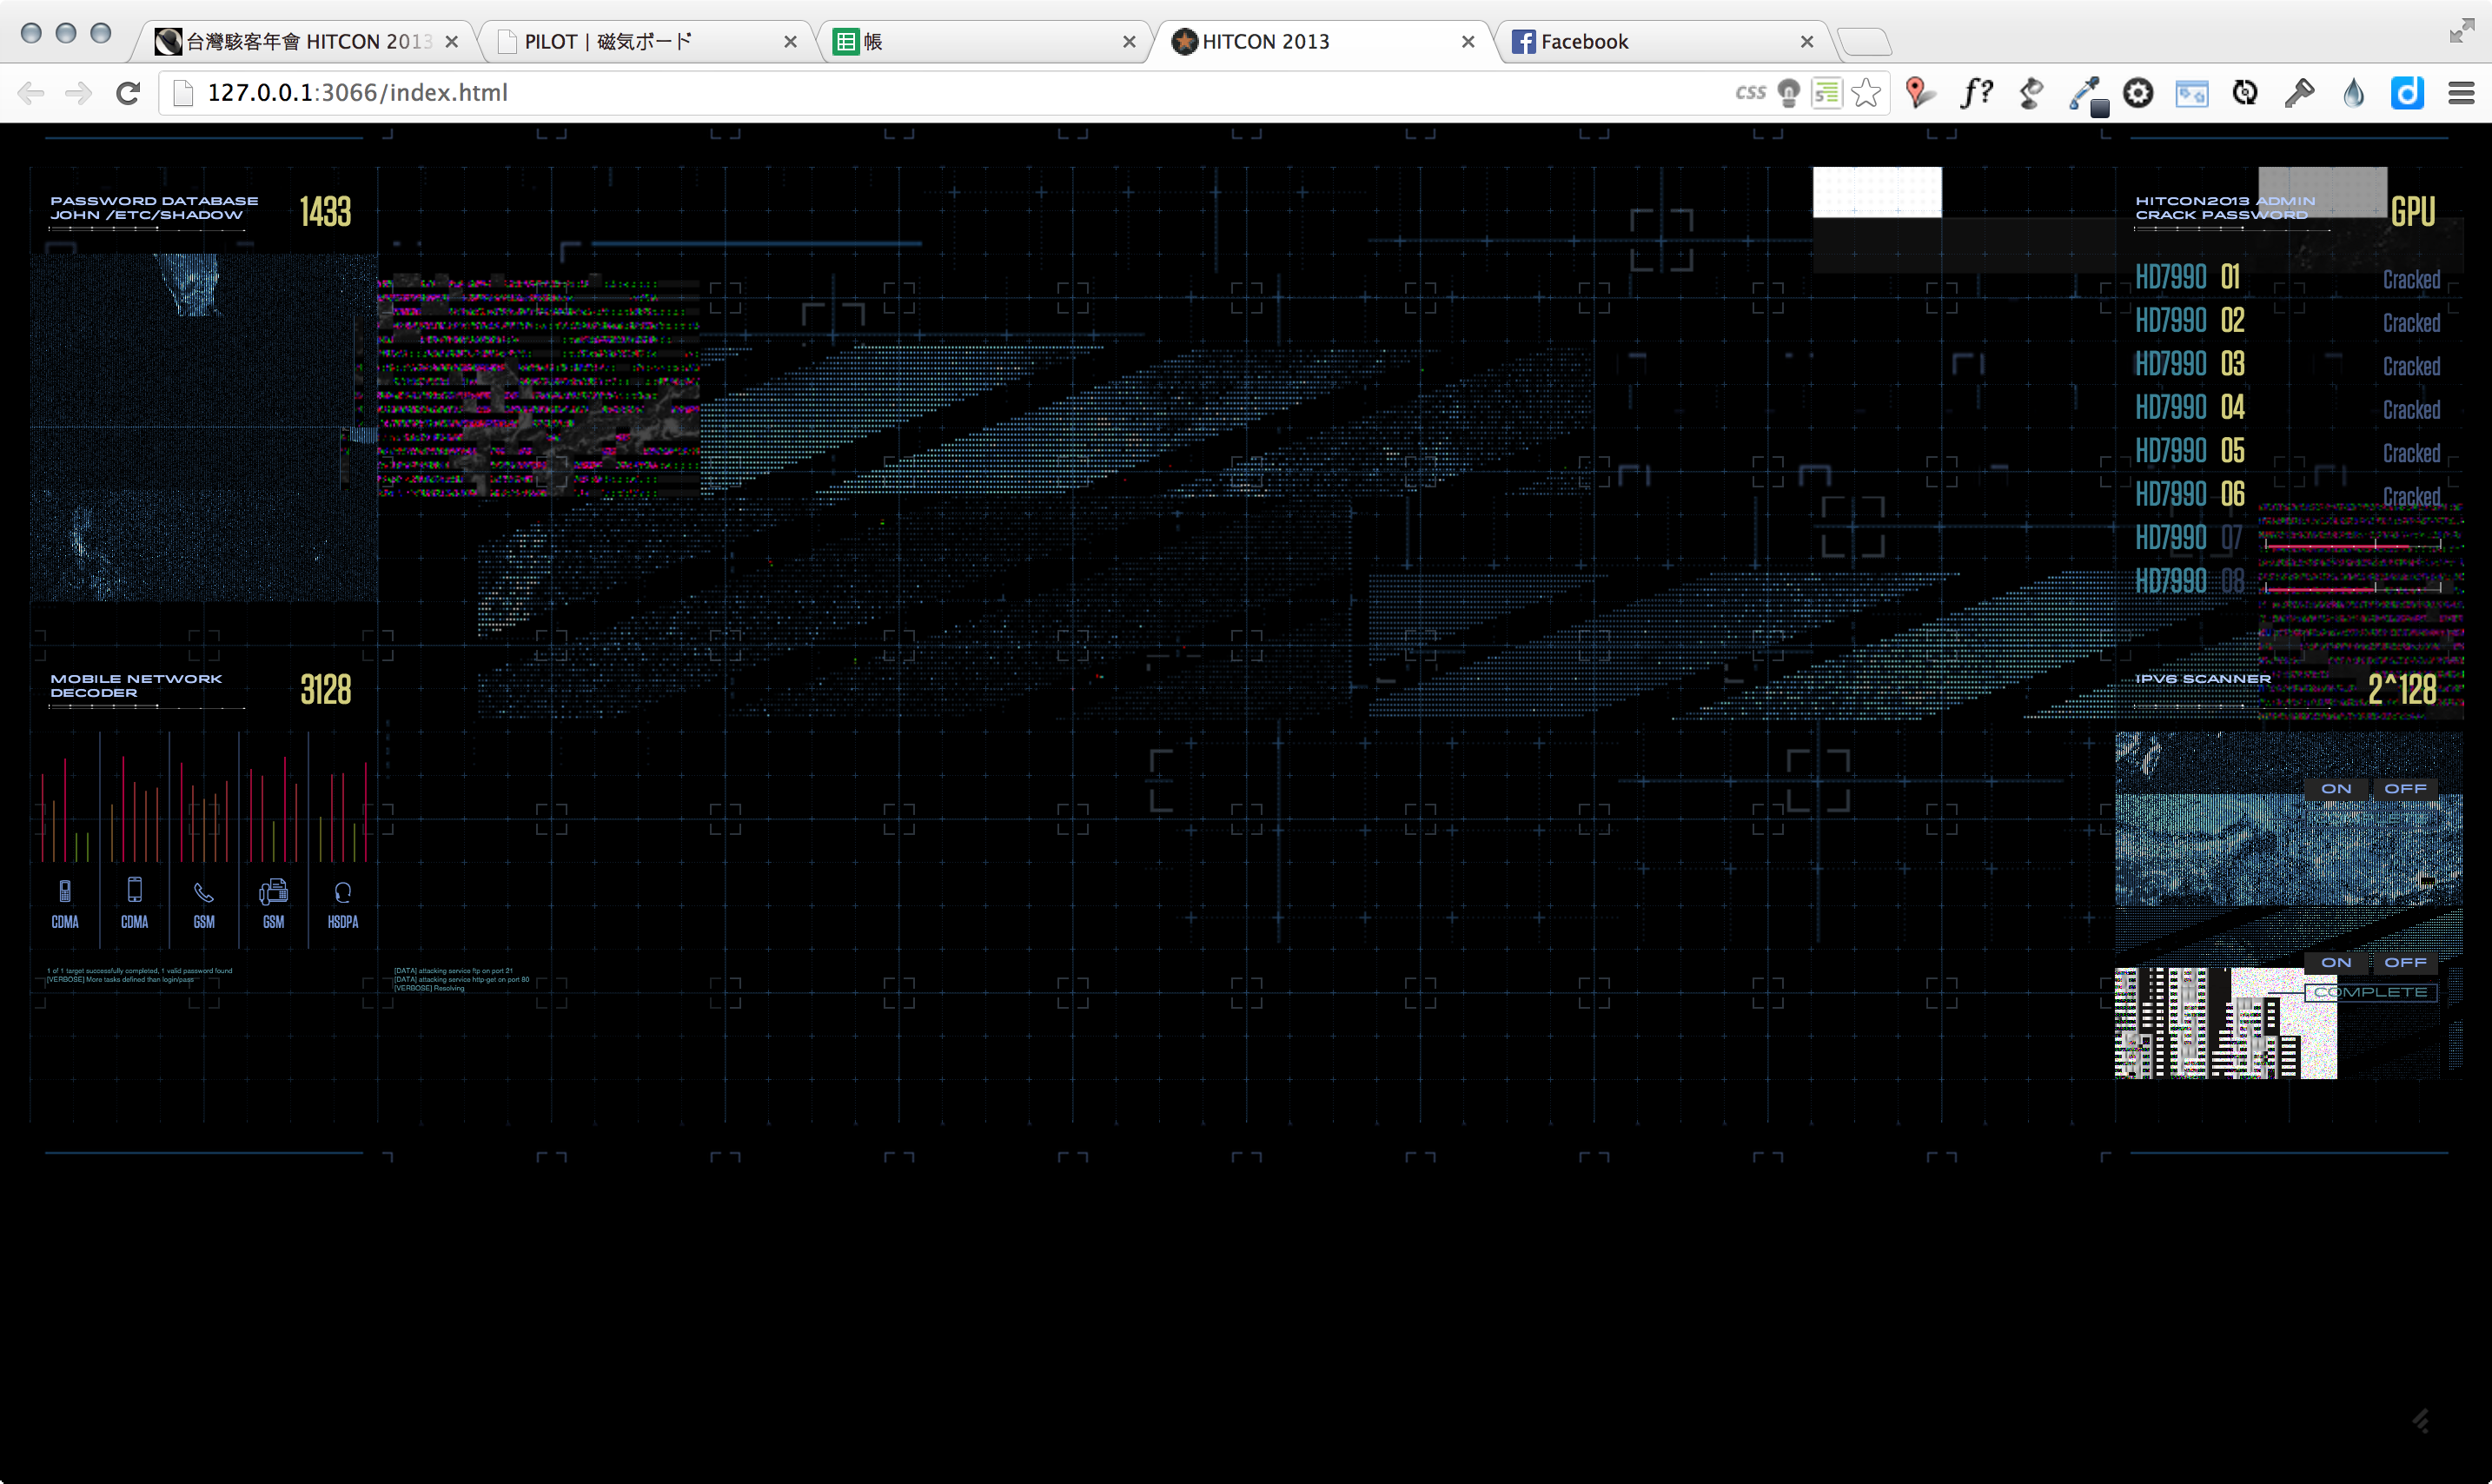 台灣駭客年會 HITCON 2013
PILOT | 磁気ボード
帳
HITCON 2013
Facebook
127.0.0.1:3066/index.html
CSS
f?
PASSWORD DATABASE
JOHN /ETC/SHADOW
1433
HITCON2013 ADMIN
CRACK PASSWORD
GPU
HD7990 01 Cracked
HD7990 02 Cracked
HD7990 03 Cracked
HD7990 04 Cracked
HD7990 05 Cracked
HD7990 06 Cracked
HD7990 07
HD7990 08
MOBILE NETWORK
DECODER
3128
IPV6 SCANNER
2^128
ON OFF
CDMA CDMA GSM GSM HSDPA
ON OFF
COMPLETE
1 of 1 target successfully completed, 1 valid password found
[VERBOSE] More tasks defined than login/pass
[DATA] attacking service ftp on port 21
[DATA] attacking service http-get on port 80
[VERBOSE] Resolving